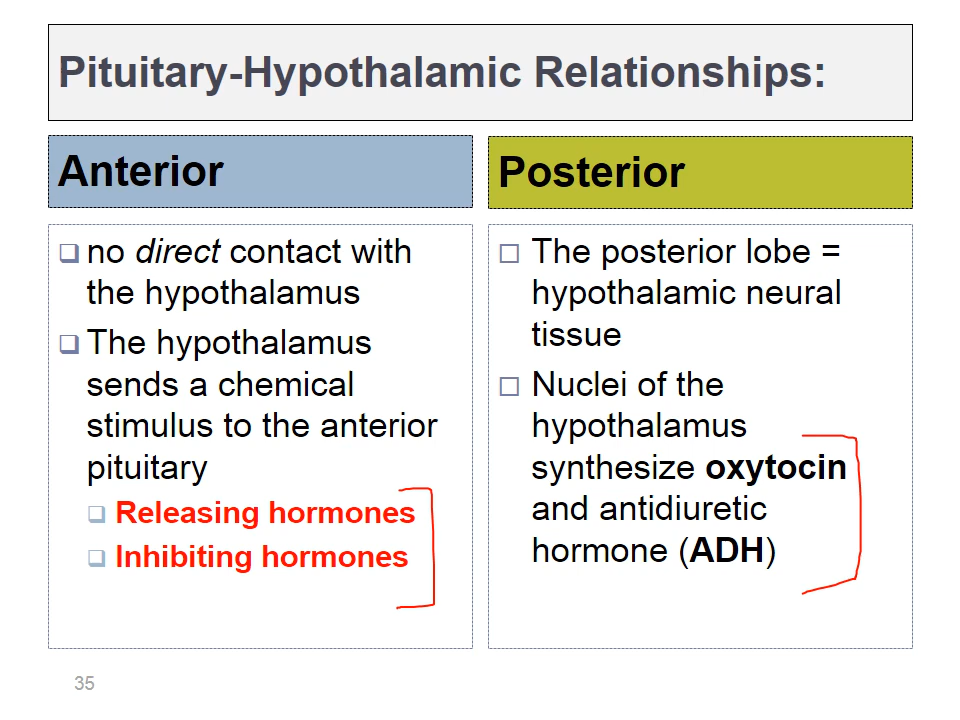 Pituitary-Hypothalamic Relationships:
Anterior
no direct contact with
the hypothalamus
The hypothalamus
sends a chemical
stimulus to the anterior
pituitary
Releasing hormones
Inhibiting hormones
Posterior
The posterior lobe =
hypothalamic neural
tissue
Nuclei of the
hypothalamus
synthesize oxytocin
and antidiuretic
hormone (ADH)
35